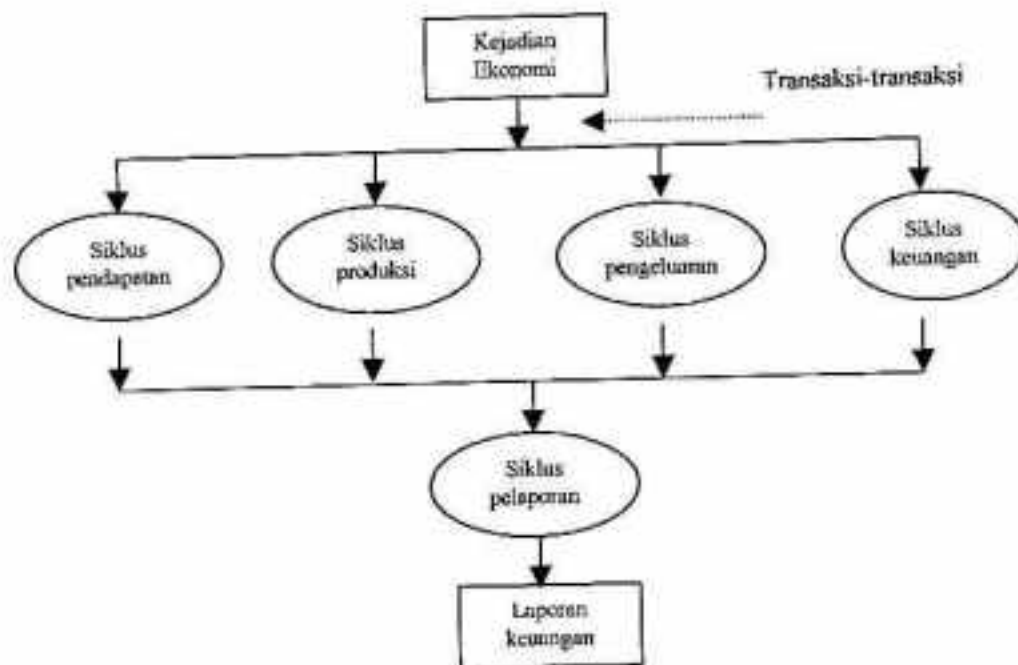 Kejadian
Ekonomi
Transaksi-transaksi
Siklus
pendapatan
Siklus
produksi
Siklus
pengeluaran
Siklus
keuangan
Siklus
pelaporan
Laporan
keuangan